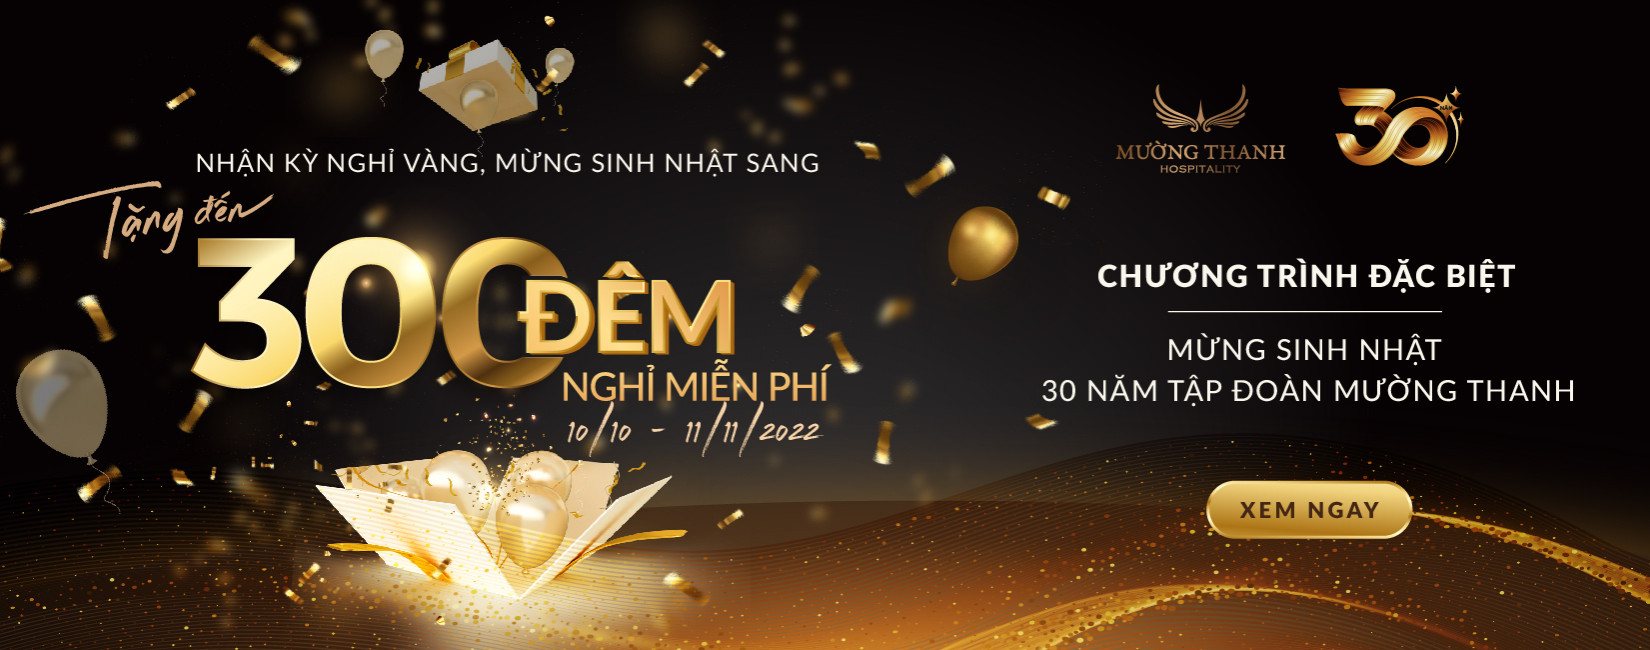 NHẬN KỲ NGHỈ VÀNG, MỪNG SINH NHẬT SANG
Tặng đến
300 ĐÊM
NGHỈ MIỄN PHÍ
10/10 - 11/11/2022
MƯỜNG THANH
HOSPITALITY
30 NĂM
CHƯƠNG TRÌNH ĐẶC BIỆT
MỪNG SINH NHẬT
30 NĂM TẬP ĐOÀN MƯỜNG THANH
XEM NGAY